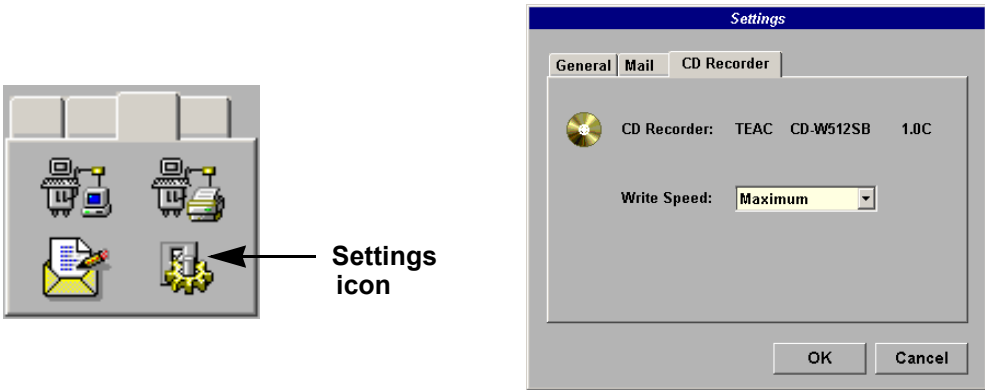 Settings
icon
Settings
General Mail CD Recorder
CD Recorder: TEAC CD-W512SB 1.0C
Write Speed: Maximum
OK Cancel